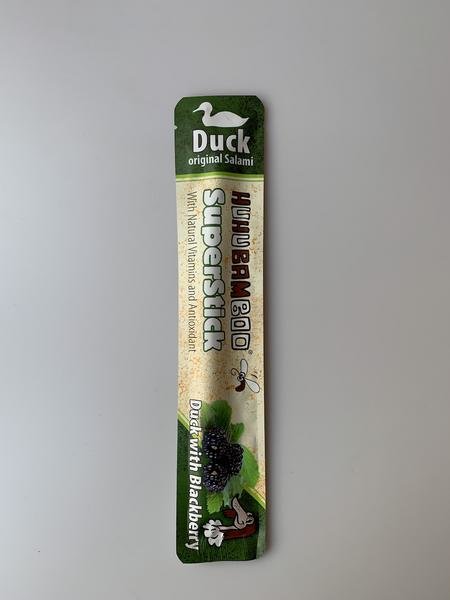 Duck
original Salami
HUHUBAMBOO®
SuperStick
With Natural Vitamins and Antioxidant
Duck with Blackberry